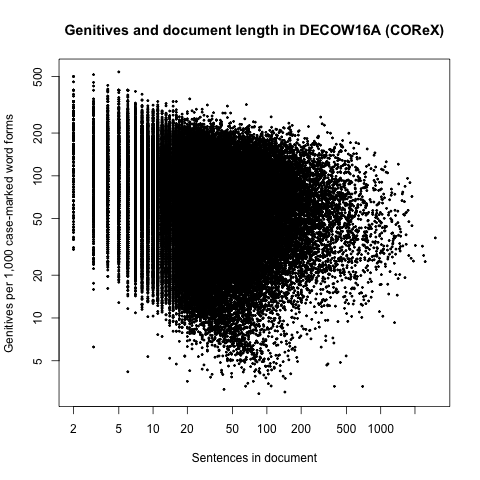 Genitives and document length in DECOW16A (COReX)
Genitives per 1,000 case-marked word forms
500
200
100
50
20
10
5
2 5 10 20 50 100 200 500 1000
Sentences in document